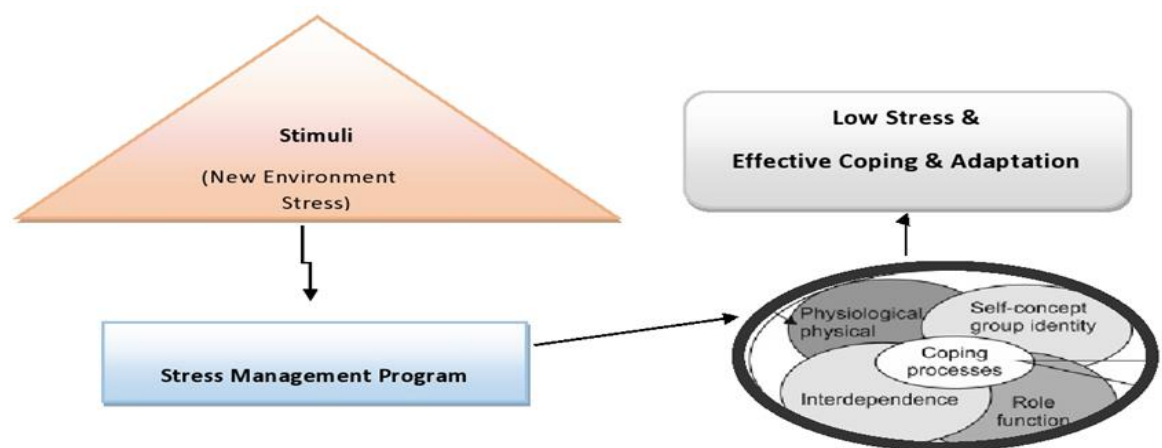 Stimuli
(New Environment
Stress)
Stress Management Program
Low Stress &
Effective Coping & Adaptation
Physiological
physical
Self-concept
group identity
Coping
processes
Interdependence
Role
function